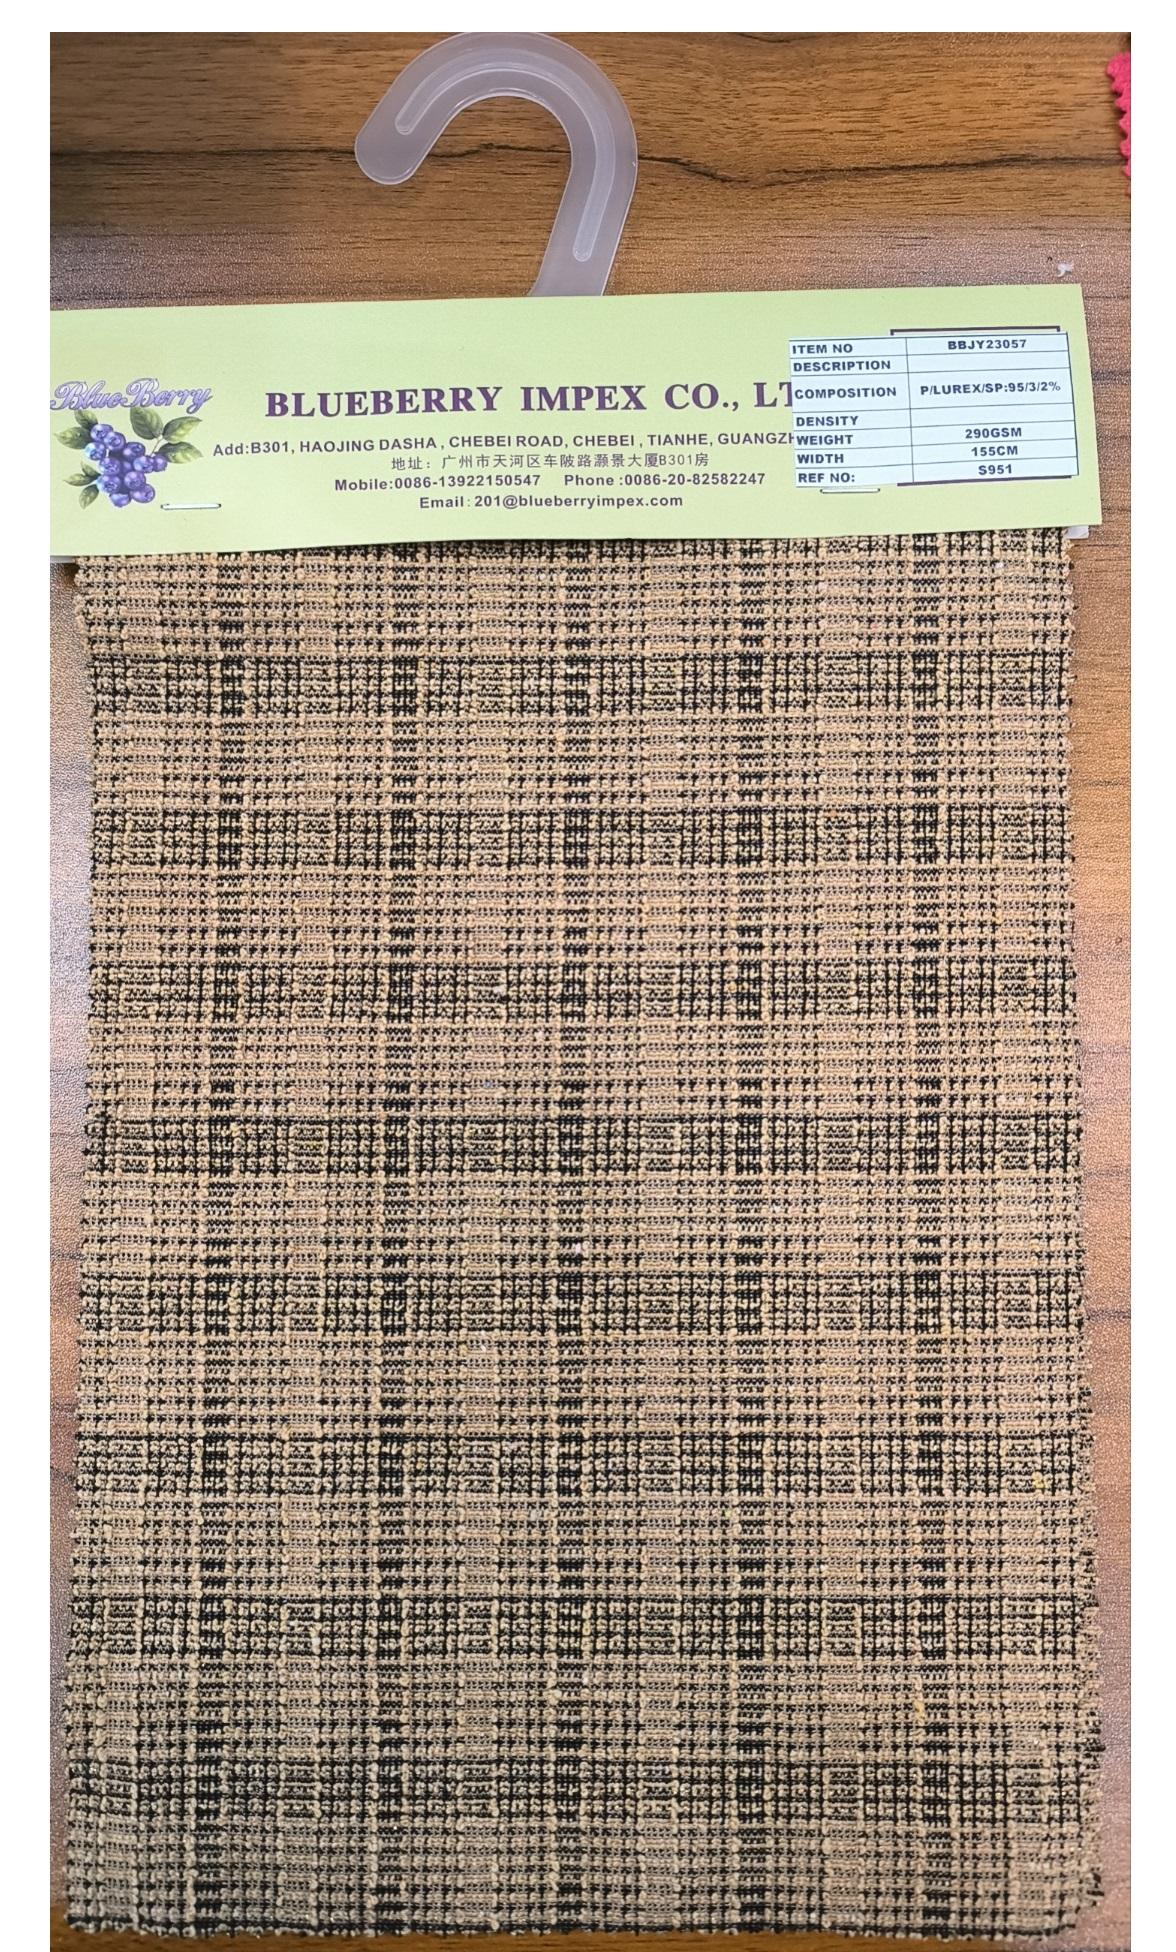 BlueBerry
BLUEBERRY IMPEX CO., LT
Add:B301, HAOJING DASHA , CHEBEI ROAD, CHEBEI , TIANHE, GUANGZH
地址：广州市天河区车陂路灏景大厦B301房
Mobile:0086-13922150547 Phone :0086-20-82582247
Email:201@blueberryimpex.com
ITEM NO BBJY23057
DESCRIPTION
COMPOSITION P/LUREX/SP:95/3/2%
DENSITY
WEIGHT 290GSM
WIDTH 155CM
REF NO: S951